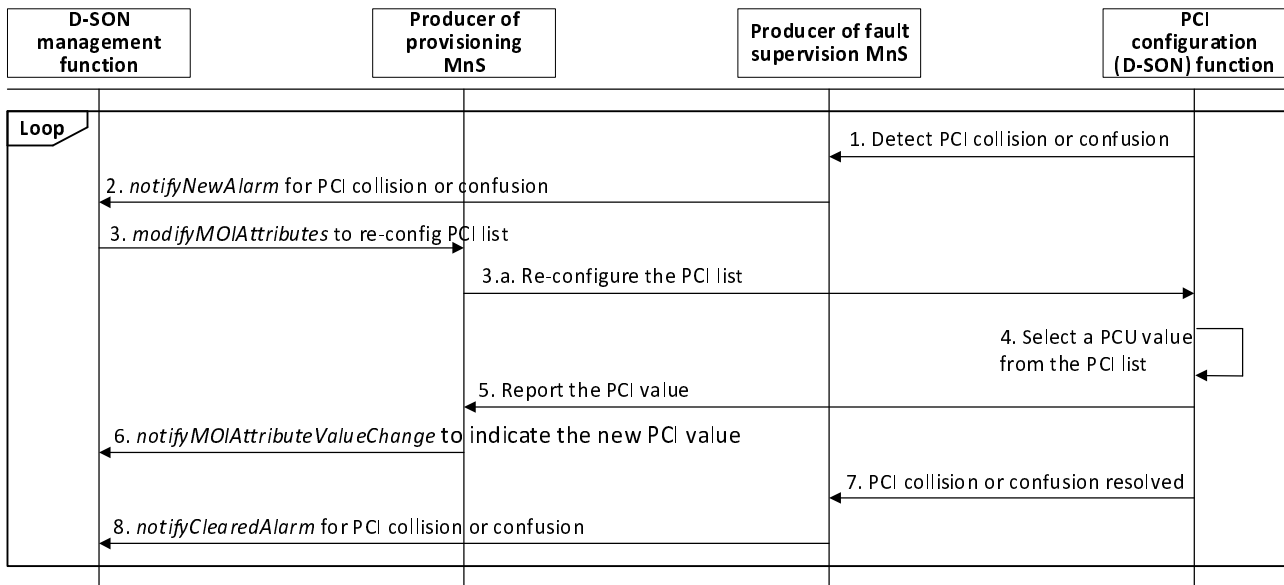 D-SON
management
function
Producer of
provisioning
MnS
Producer of fault
supervision MnS
PCI
configuration
(D-SON) function
Loop
1. Detect PCI collision or confusion
2. notifyNewAlarm for PCI collision or confusion
3. modifyMOIAttributes to re-config PCI list
3.a. Re-configure the PCI list
4. Select a PCU value
from the PCI list
5. Report the PCI value
6. notifyMOIAttributeValueChange to indicate the new PCI value
7. PCI collision or confusion resolved
8. notifyClearedAlarm for PCI collision or confusion